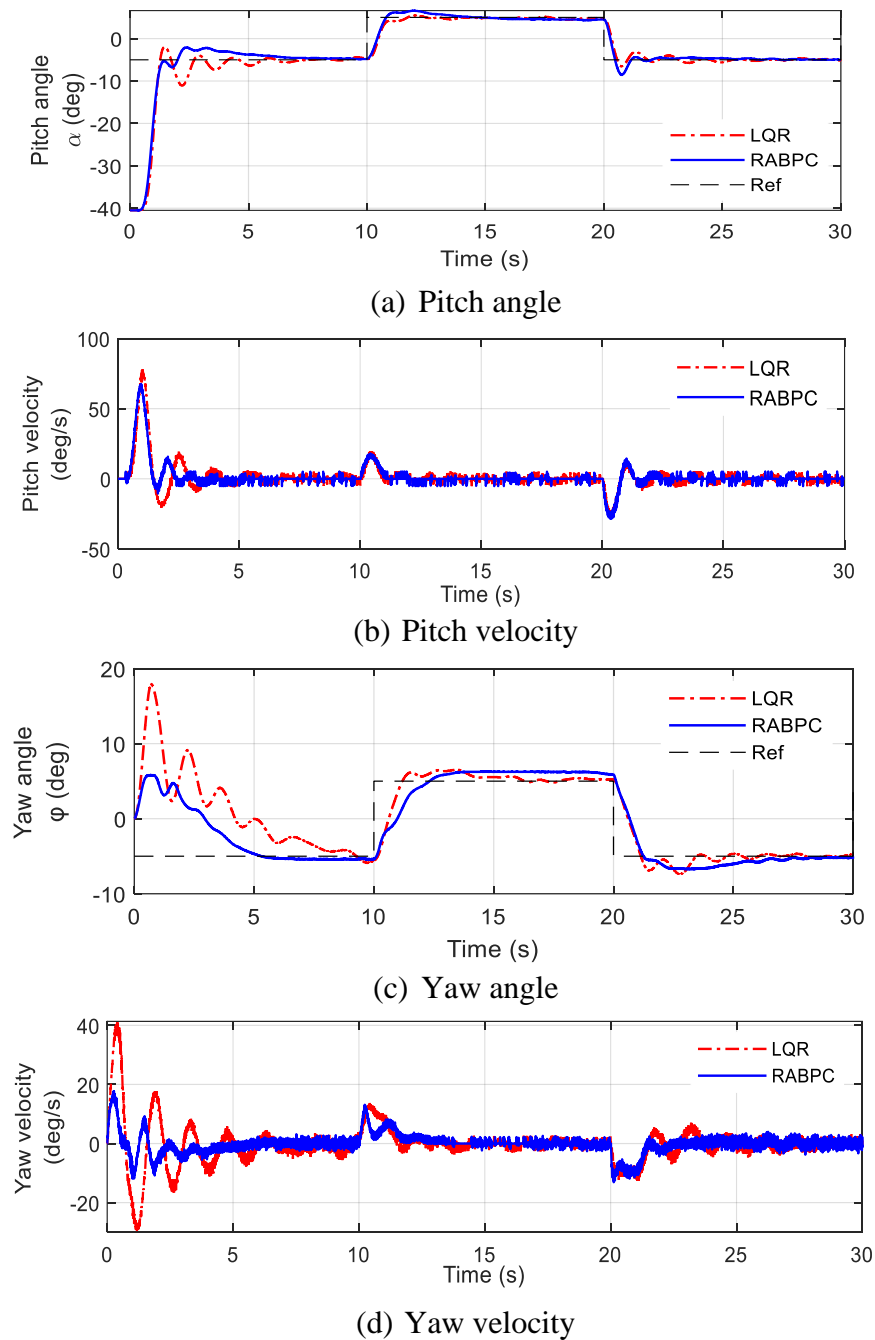 Pitch angle
α (deg)
0
-10
-20
-30
-40
LQR
RABPC
Ref
0 5 10 15 20 25 30
Time (s)
(a) Pitch angle
Pitch velocity
(deg/s)
100
50
0
-50
LQR
RABPC
0 5 10 15 20 25 30
Time (s)
(b) Pitch velocity
Yaw angle
φ (deg)
20
10
0
-10
LQR
RABPC
Ref
0 5 10 15 20 25 30
Time (s)
(c) Yaw angle
Yaw velocity
(deg/s)
40
20
0
-20
LQR
RABPC
0 5 10 15 20 25 30
Time (s)
(d) Yaw velocity